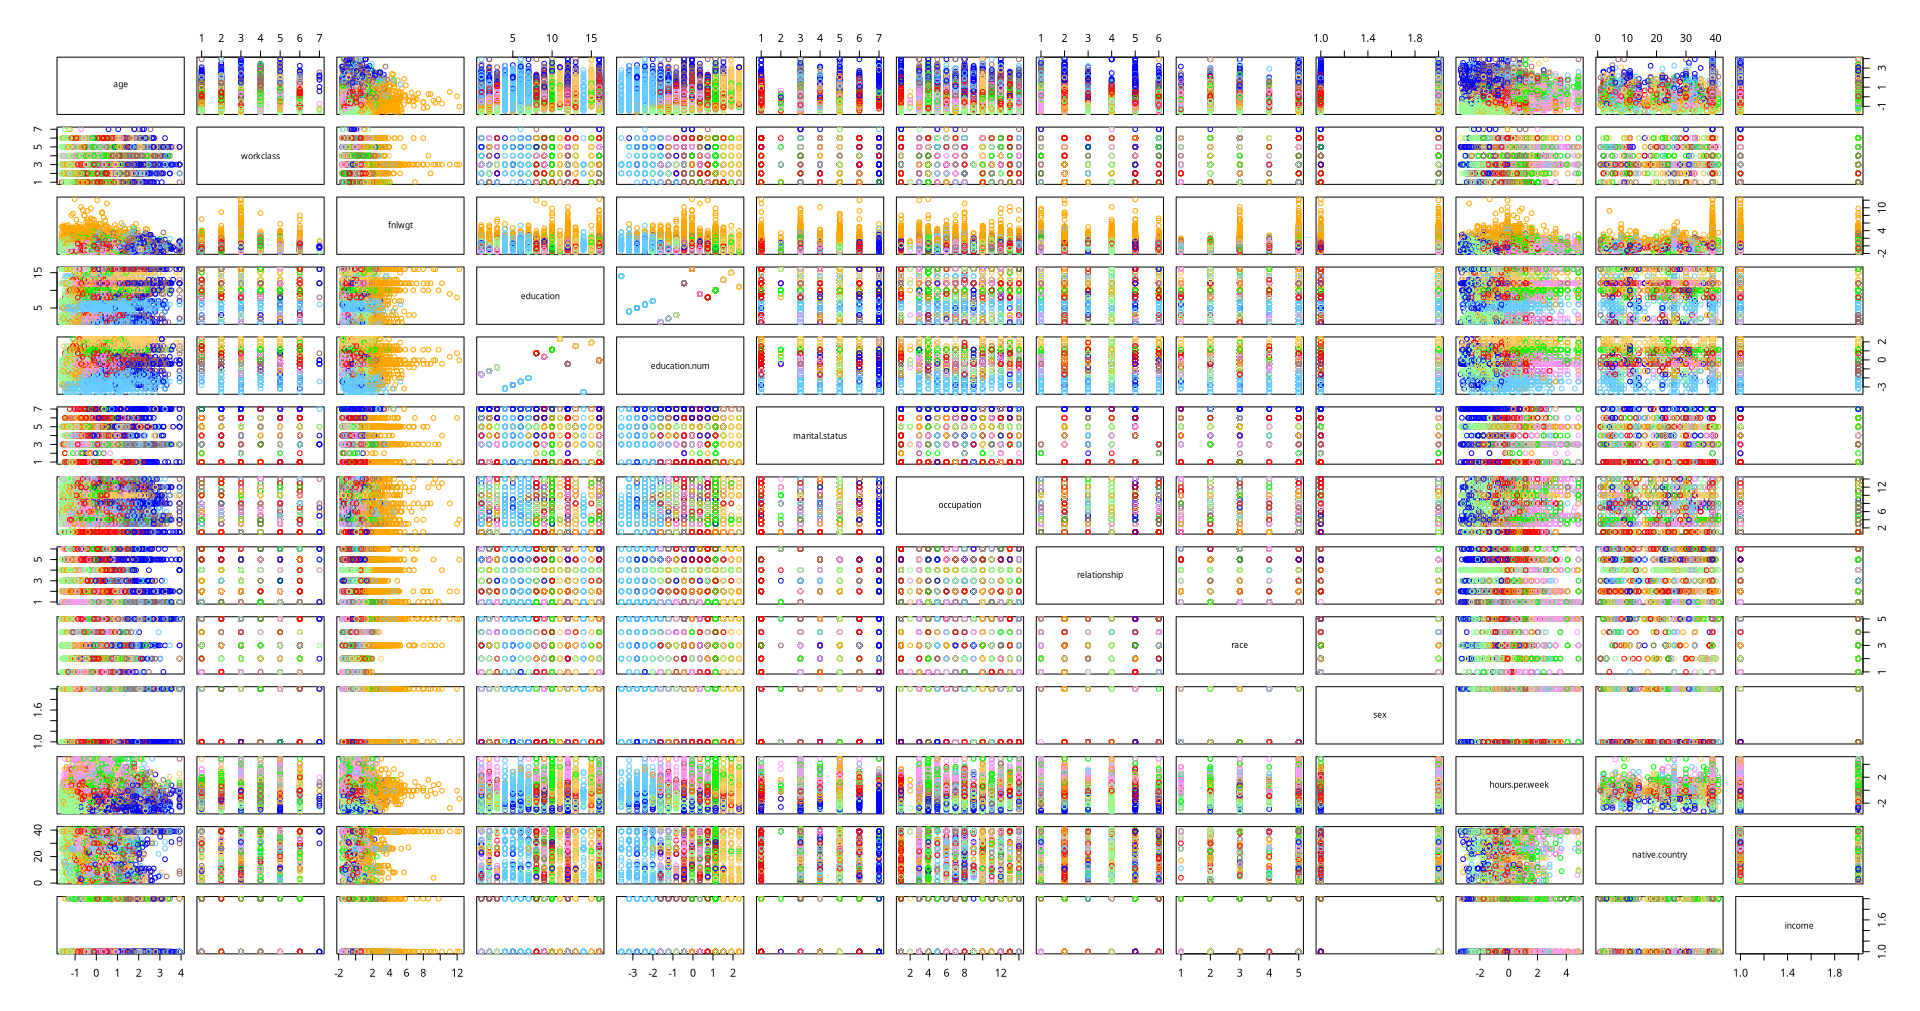 1 2 3 4 5 6 7
5 10 15
1 2 3 4 5 6 7
1 2 3 4 5 6
1.0 1.4 1.8
0 10 20 30 40
age
-1 1 3
1 3 5 7
workclass
fnlwgt
-2 4 10
5 15
education
education.num
-3 0 2
1 3 5 7
marital.status
occupation
2 6 12
1 3 5
relationship
race
1 3 5
1.0 1.6
sex
hours.per.week
-2 2
0 20 40
native.country
income
1.0 1.6
-1 0 1 2 3 4
-2 2 4 6 8 12
-3 -2 -1 0 1 2
2 4 6 8 12
1 2 3 4 5
-2 0 2 4
1.0 1.4 1.8